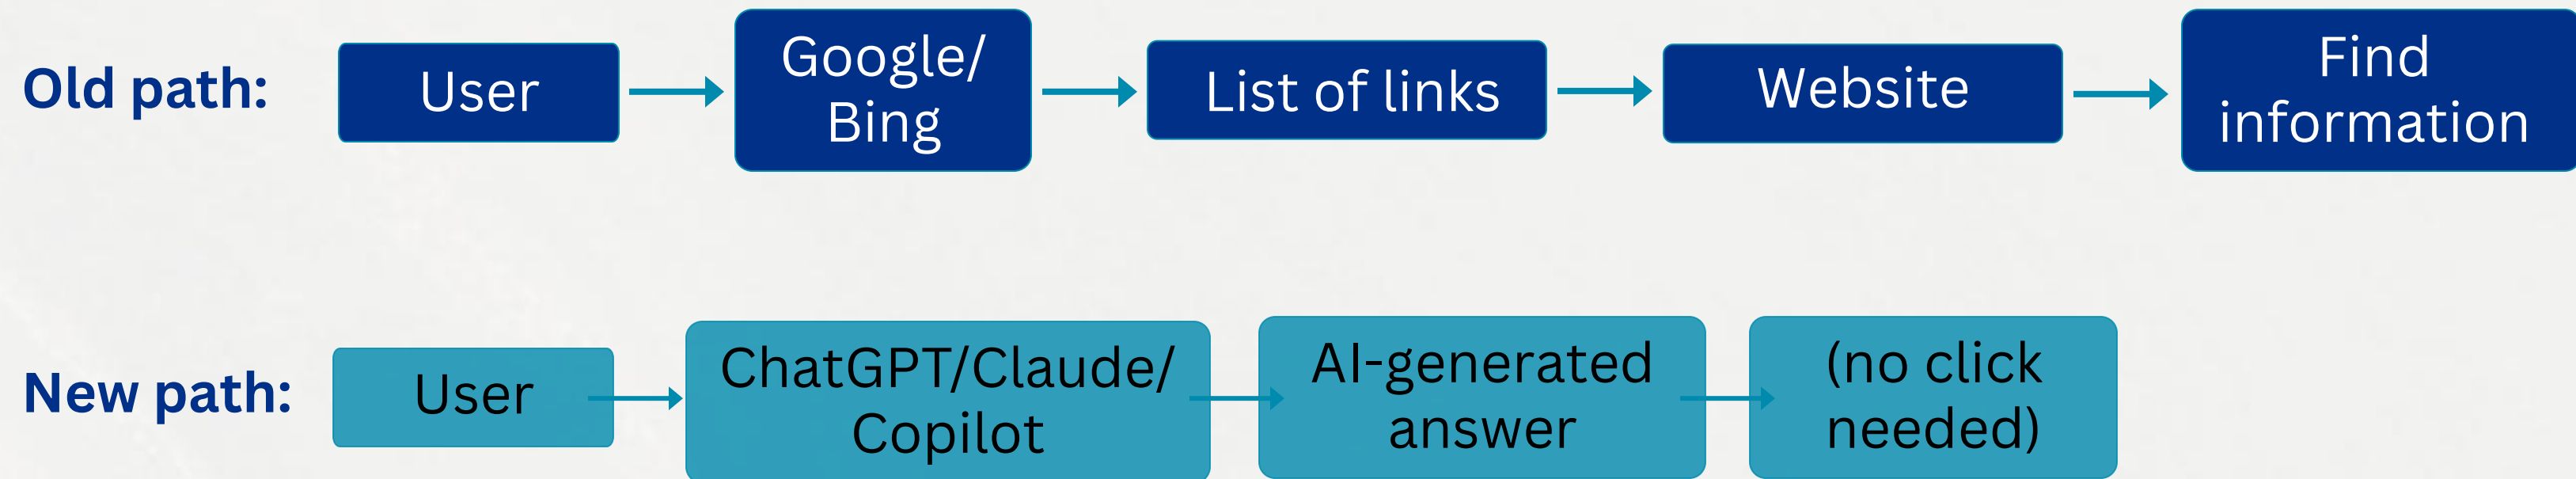 Old path:
User
Google/
Bing
List of links
Website
Find
information
New path:
User
ChatGPT/Claude/
Copilot
AI-generated
answer
(no click
needed)